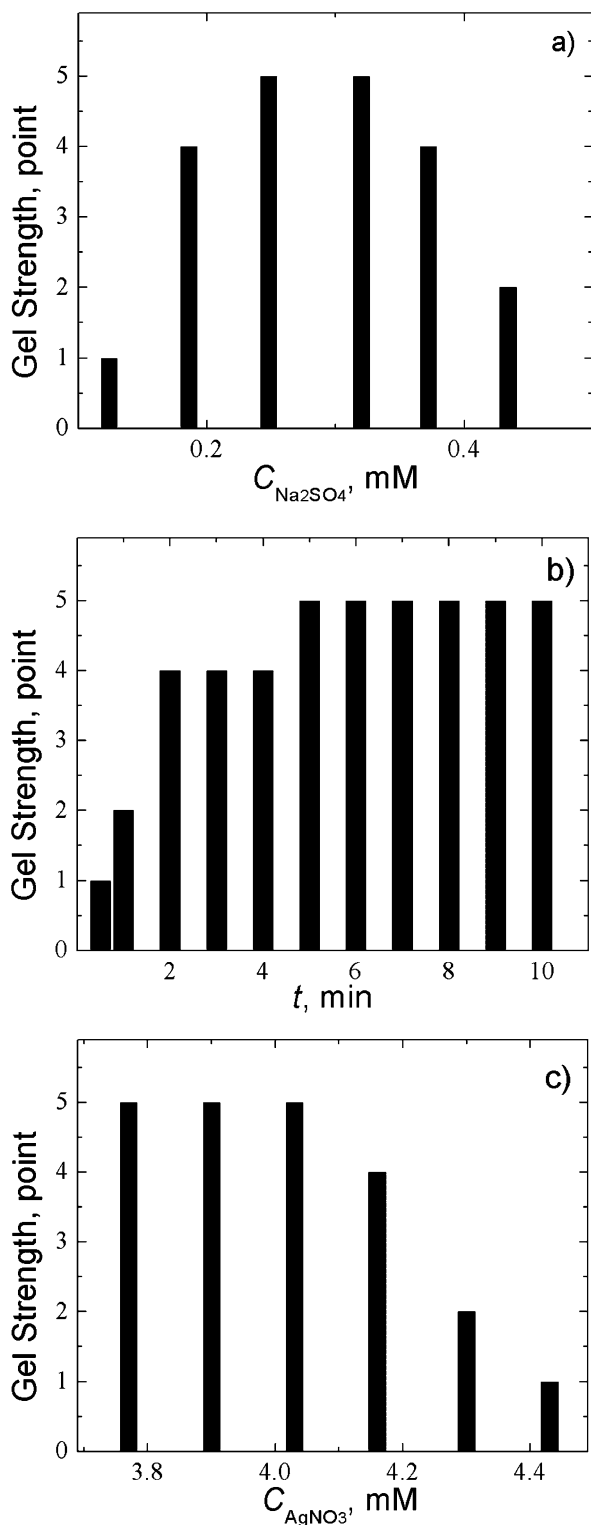 a)
Gel Strength, point
5
4
3
2
1
0
0.2 0.4
C Na2SO4, mM
b)
Gel Strength, point
5
4
3
2
1
0
2 4 6 8 10
t, min
c)
Gel Strength, point
5
4
3
2
1
0
3.8 4.0 4.2 4.4
C AgNO3, mM